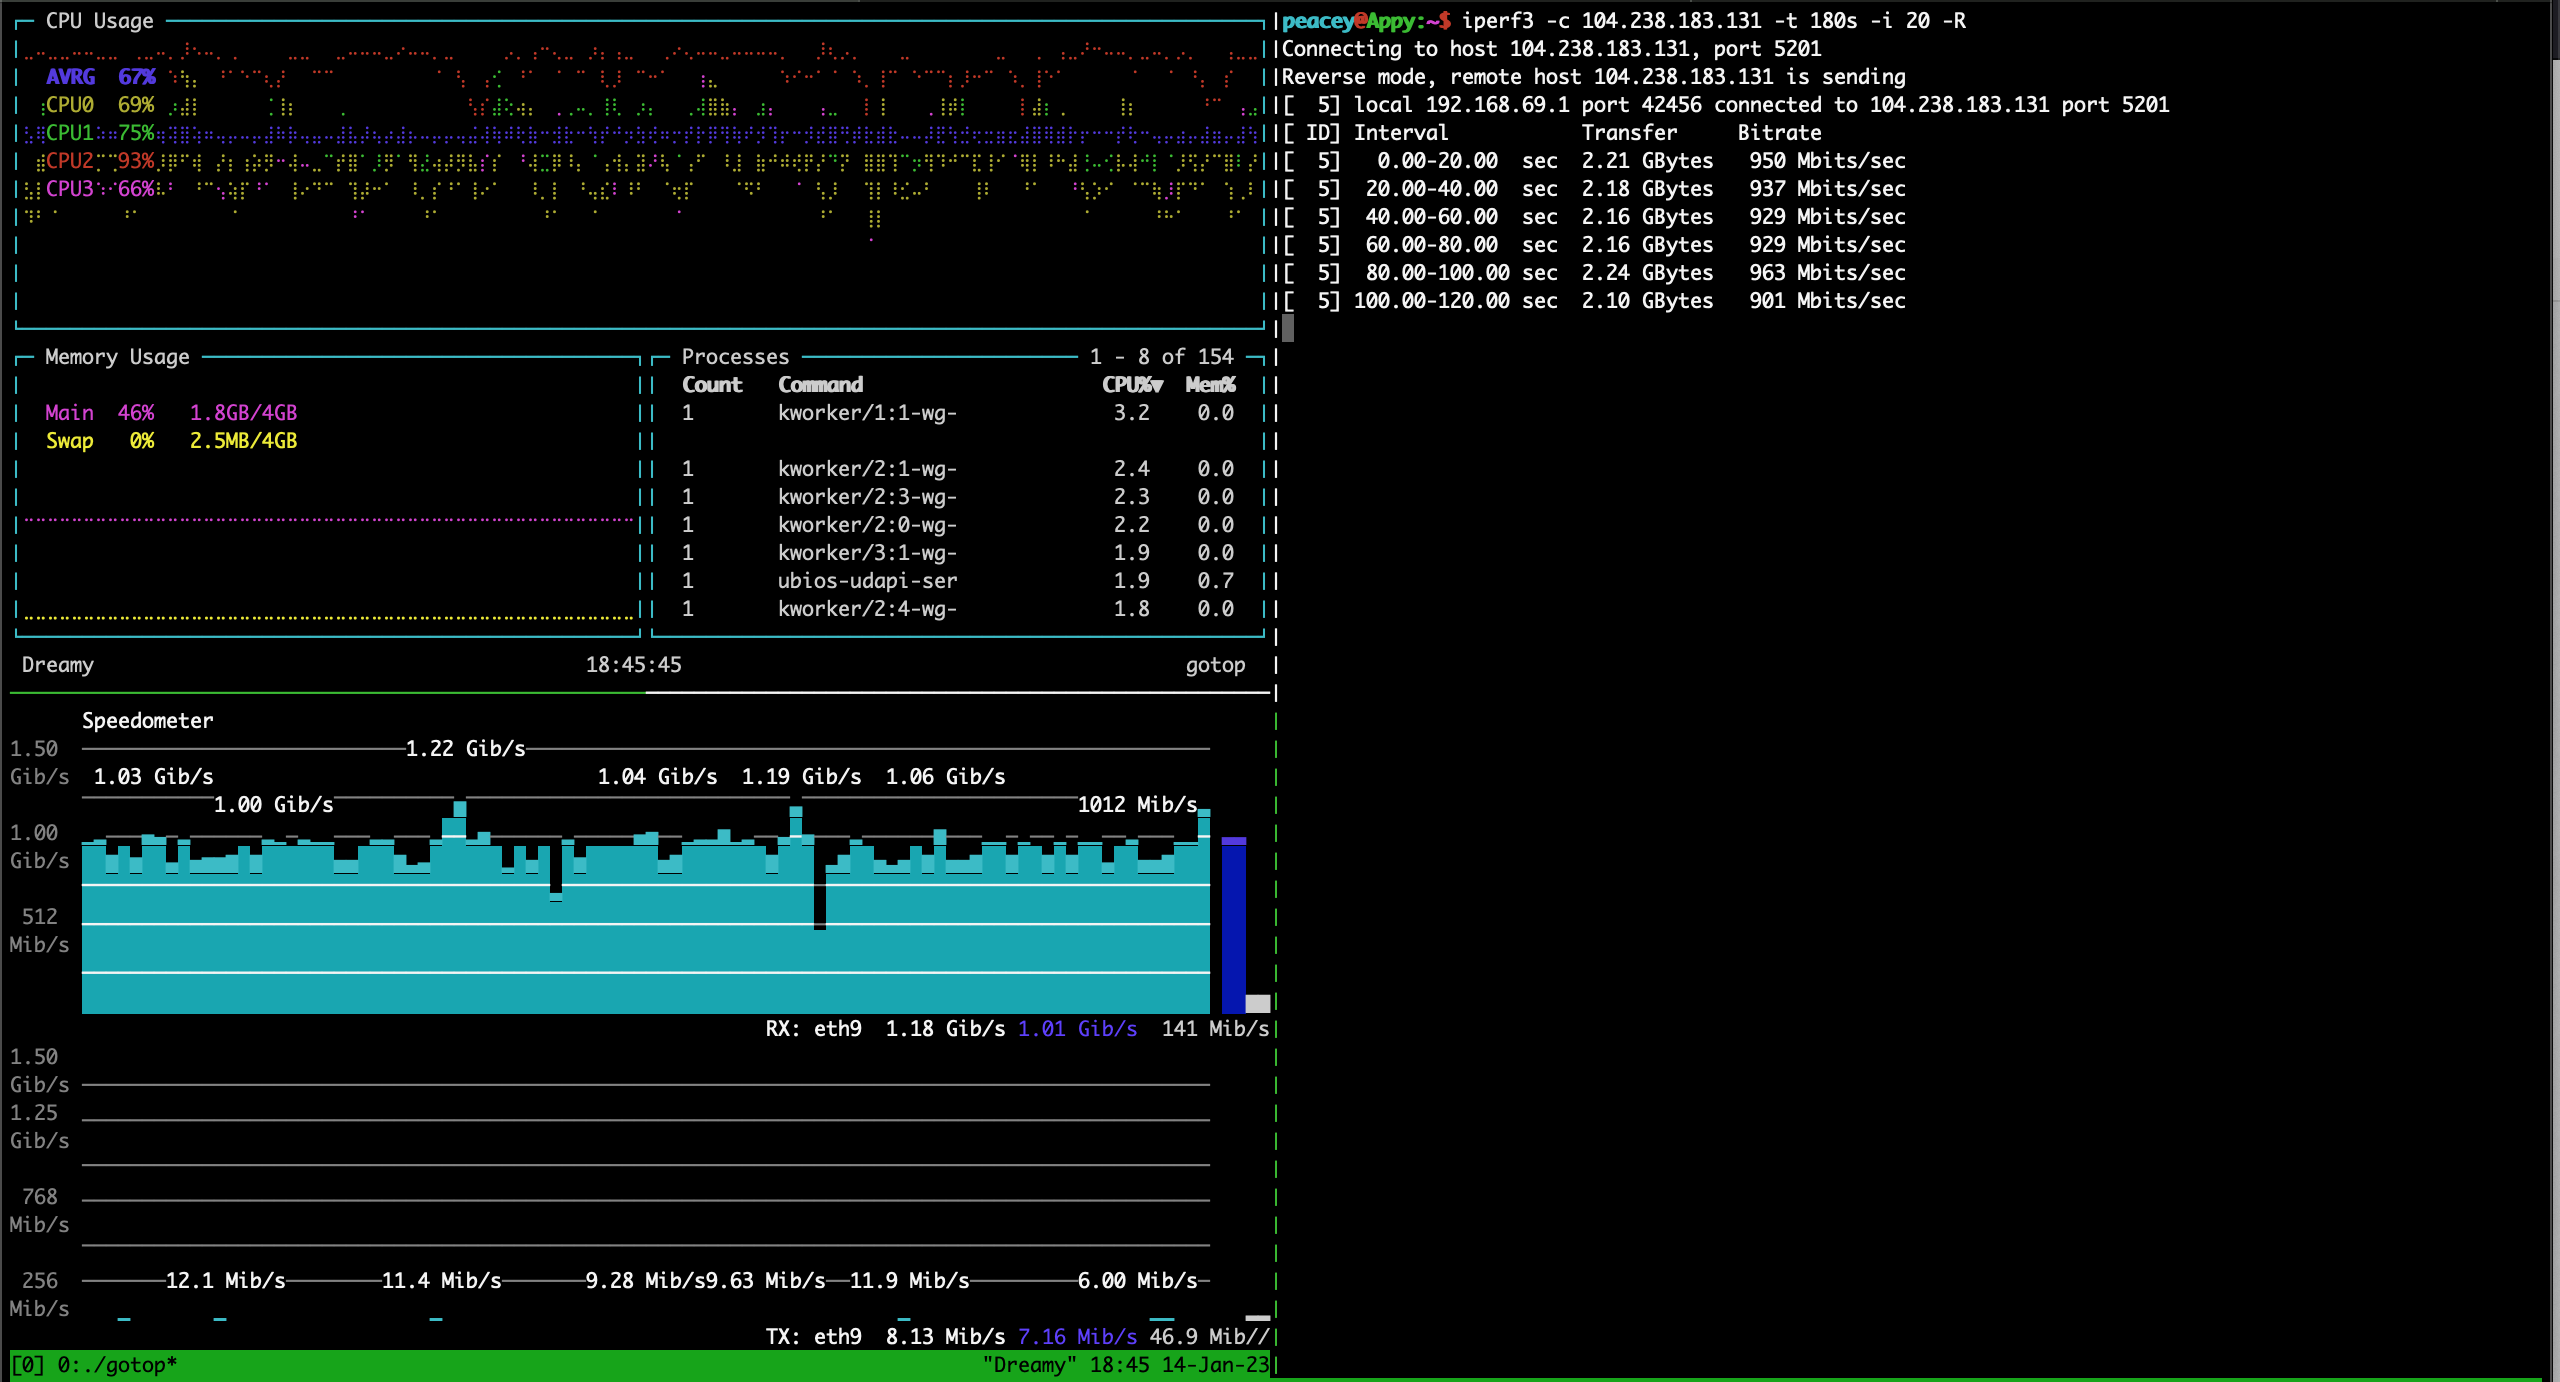 CPU Usage
AVRG 67%
CPU0 69%
CPU1 75%
CPU2 93%
CPU3 66%
Memory Usage
Main 46% 1.8GB/4GB
Swap 0% 2.5MB/4GB
Processes 1 - 8 of 154
Count Command CPU%▼ Mem%
1 kworker/1:1-wg- 3.2 0.0
1 kworker/2:1-wg- 2.4 0.0
1 kworker/2:3-wg- 2.3 0.0
1 kworker/2:0-wg- 2.2 0.0
1 kworker/3:1-wg- 1.9 0.0
1 ubios-udapi-ser 1.9 0.7
1 kworker/2:4-wg- 1.8 0.0
Dreamy 18:45:45 gotop
Speedometer
1.50 1.22 Gib/s
Gib/s 1.03 Gib/s 1.04 Gib/s 1.19 Gib/s 1.06 Gib/s
1.00 Gib/s 1012 Mib/s
1.00
Gib/s
512
Mib/s
RX: eth9 1.18 Gib/s 1.01 Gib/s 141 Mib/s
1.50
Gib/s
1.25
Gib/s
768
Mib/s
256 12.1 Mib/s 11.4 Mib/s 9.28 Mib/s9.63 Mib/s 11.9 Mib/s 6.00 Mib/s
Mib/s
TX: eth9 8.13 Mib/s 7.16 Mib/s 46.9 Mib//
[0] 0:./gotop* "Dreamy" 18:45 14-Jan-23
peacey@Appy:~$ iperf3 -c 104.238.183.131 -t 180s -i 20 -R
Connecting to host 104.238.183.131, port 5201
Reverse mode, remote host 104.238.183.131 is sending
[  5] local 192.168.69.1 port 42456 connected to 104.238.183.131 port 5201
[ ID] Interval Transfer Bitrate
[  5] 0.00-20.00 sec 2.21 GBytes 950 Mbits/sec
[  5] 20.00-40.00 sec 2.18 GBytes 937 Mbits/sec
[  5] 40.00-60.00 sec 2.16 GBytes 929 Mbits/sec
[  5] 60.00-80.00 sec 2.16 GBytes 929 Mbits/sec
[  5] 80.00-100.00 sec 2.24 GBytes 963 Mbits/sec
[  5] 100.00-120.00 sec 2.10 GBytes 901 Mbits/sec